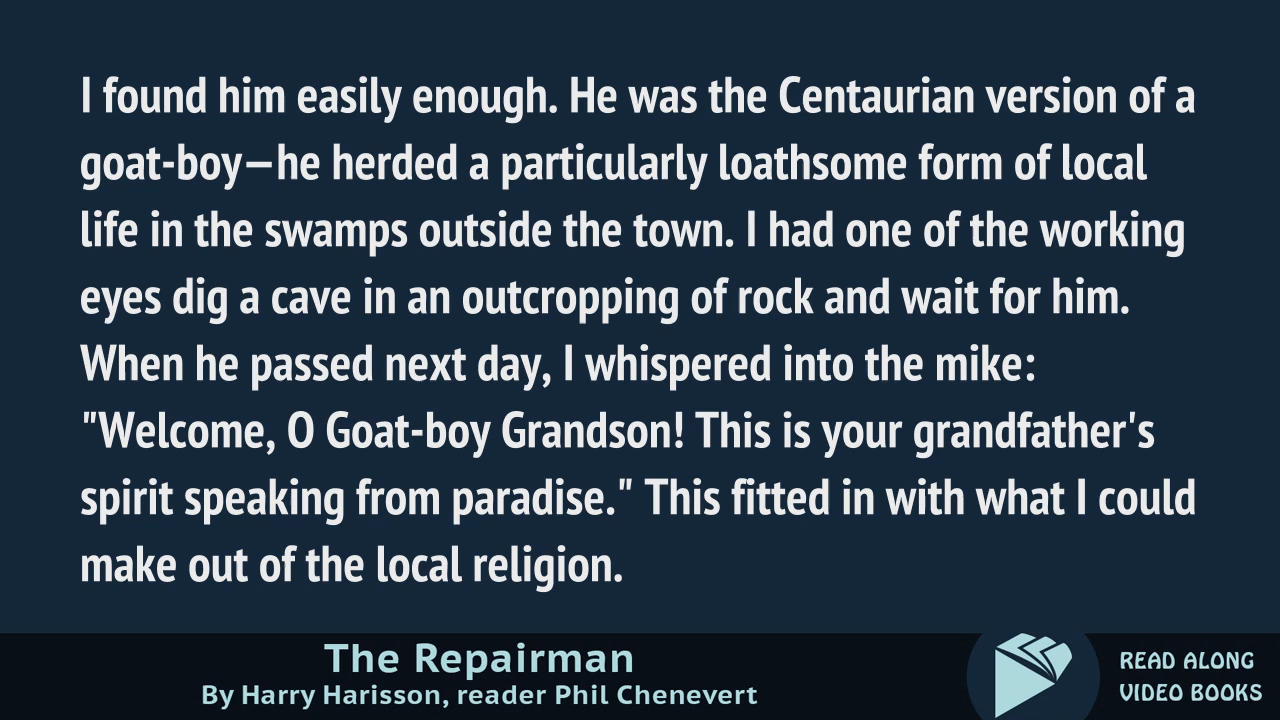 I found him easily enough. He was the Centaurian version of a
goat-boy—he herded a particularly loathsome form of local
life in the swamps outside the town. I had one of the working
eyes dig a cave in an outcropping of rock and wait for him.
When he passed next day, I whispered into the mike:
"Welcome, O Goat-boy Grandson! This is your grandfather's
spirit speaking from paradise." This fitted in with what I could
make out of the local religion.
The Repairman
By Harry Harisson, reader Phil Chenevert
READ ALONG
VIDEO BOOKS